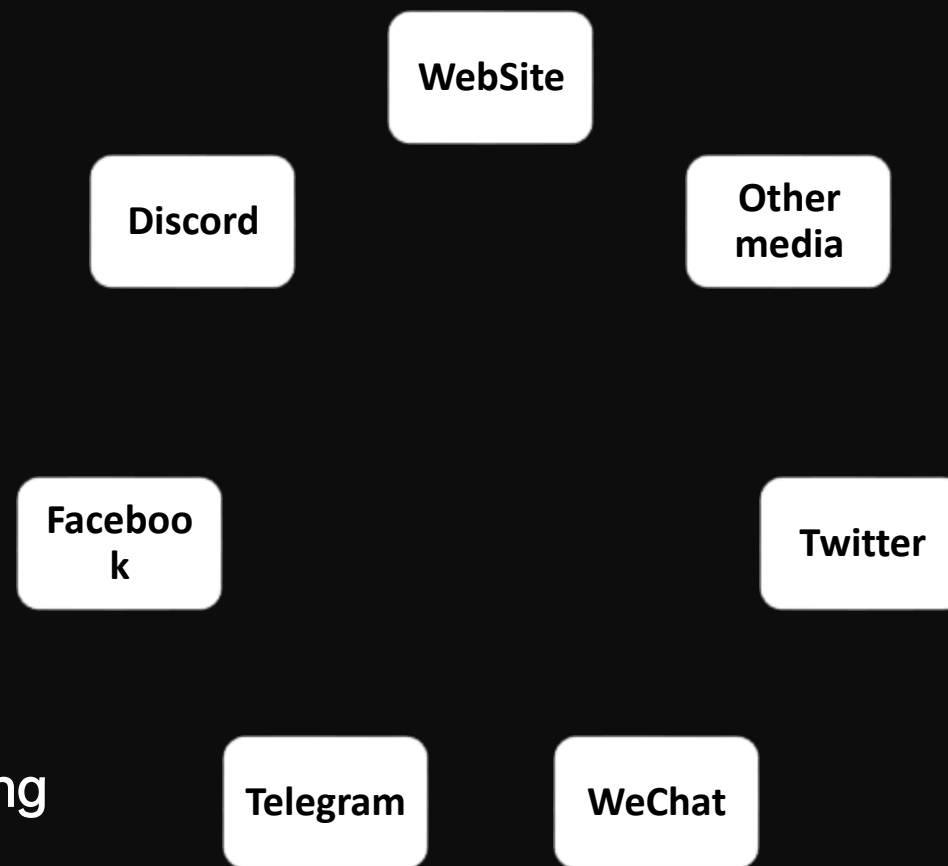 WebSite
Discord
Other
media
Faceboo
k
Twitter
ng
Telegram
WeChat